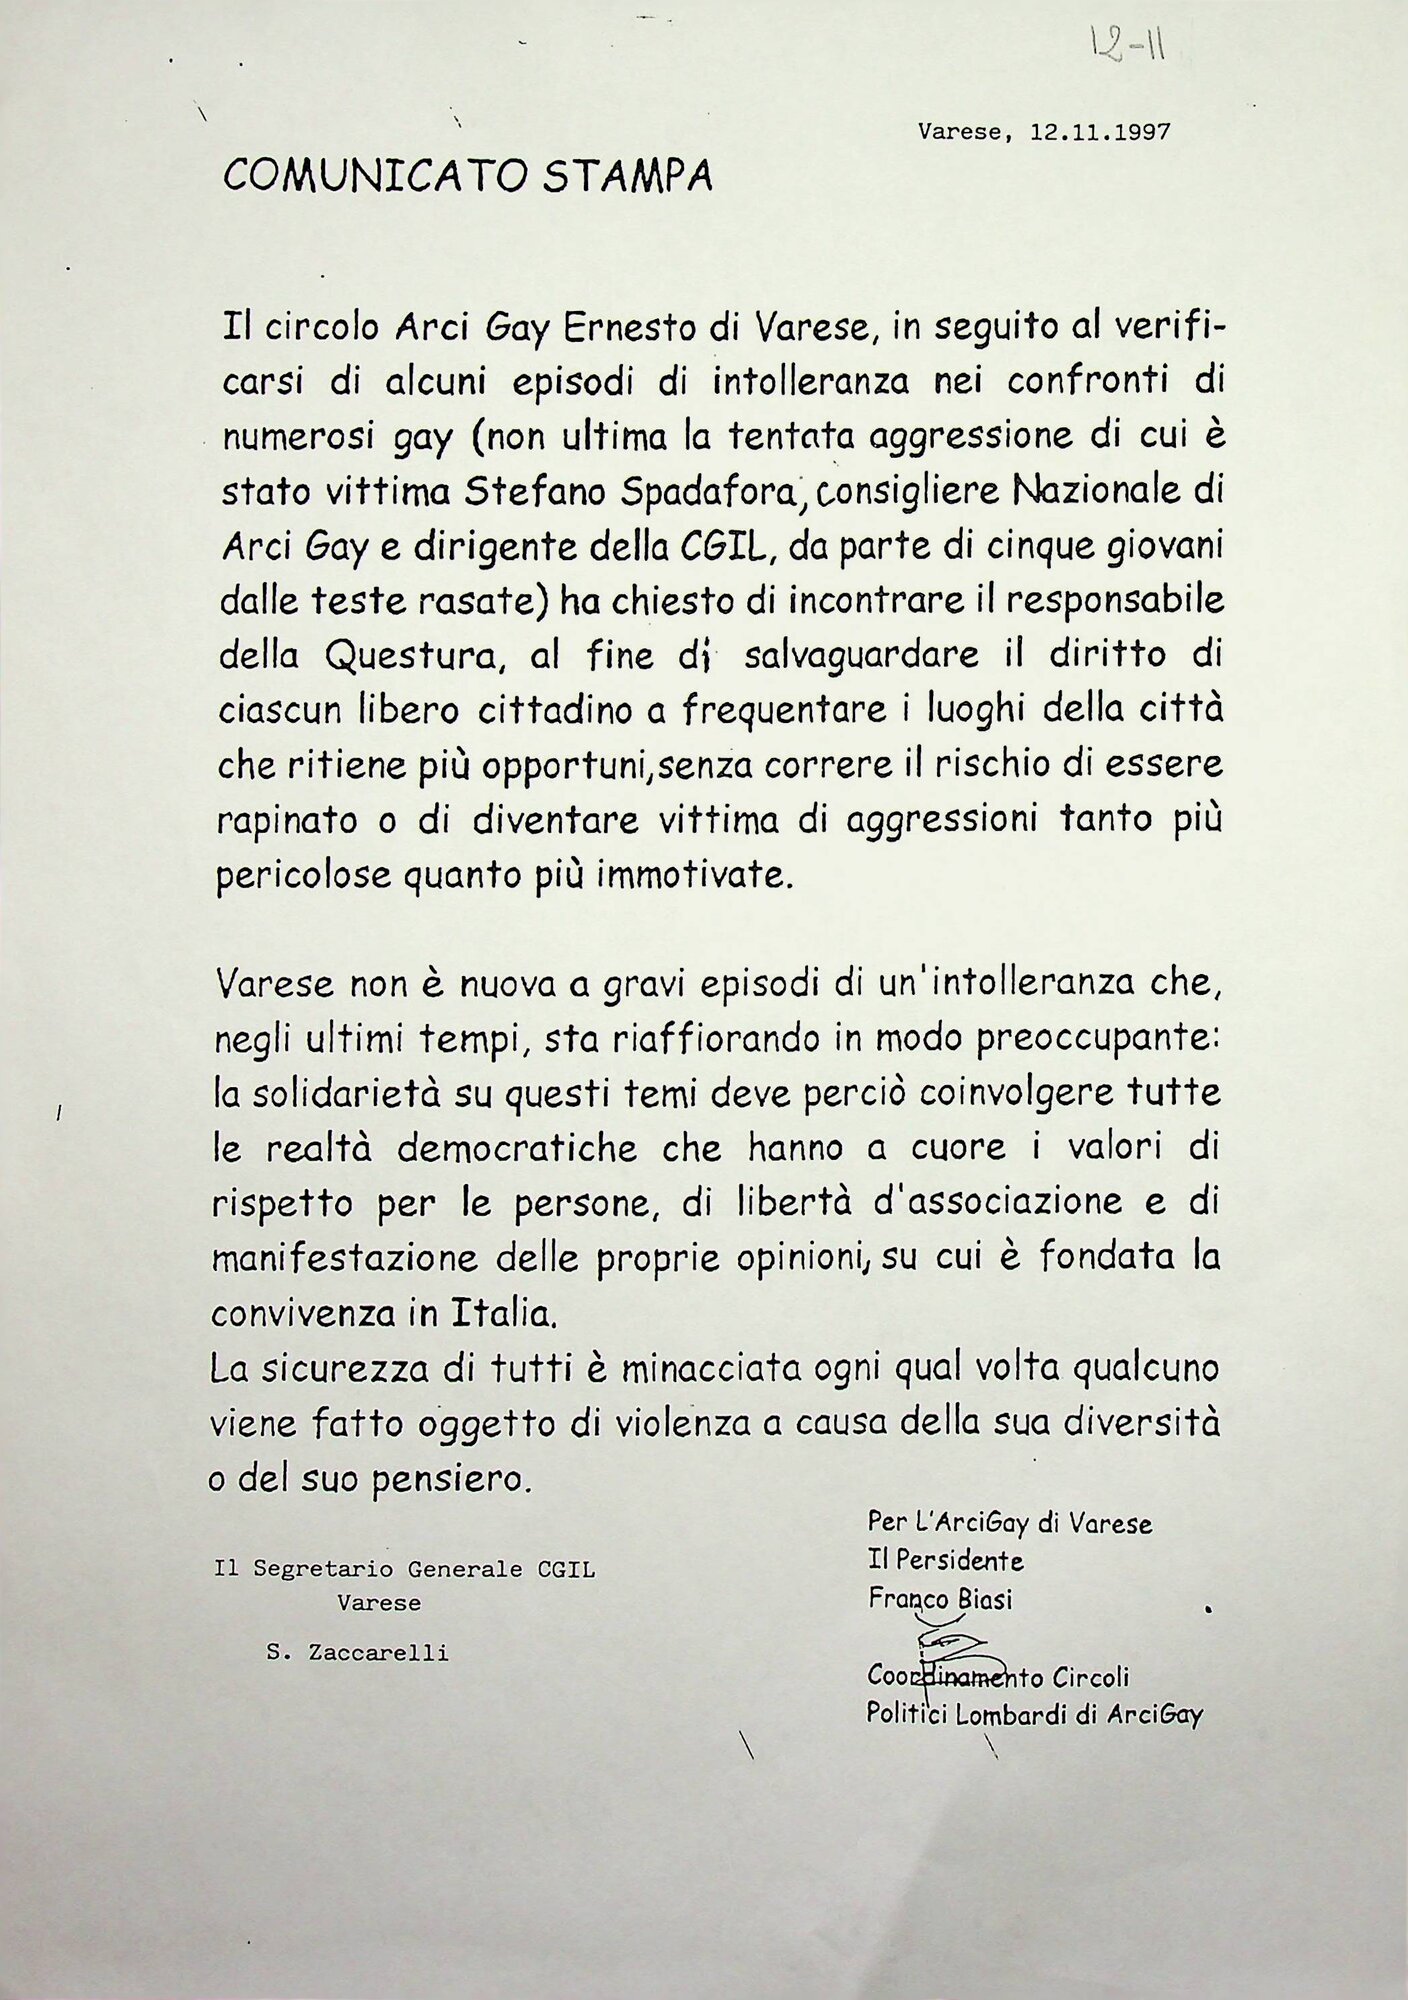 12-11
Varese, 12.11.1997
COMUNICATO STAMPA
Il circolo Arci Gay Ernesto di Varese, in seguito al verifi-
carsi di alcuni episodi di intolleranza nei confronti di
numerosi gay (non ultima la tentata aggressione di cui è
stato vittima Stefano Spadafora, consigliere Nazionale di
Arci Gay e dirigente della CGIL, da parte di cinque giovani
dalle teste rasate) ha chiesto di incontrare il responsabile
della Questura, al fine di salvaguardare il diritto di
ciascun libero cittadino a frequentare i luoghi della città
che ritiene più opportuni, senza correre il rischio di essere
rapinato o di diventare vittima di aggressioni tanto più
pericolose quanto più immotivate.
Varese non è nuova a gravi episodi di un'intolleranza che,
negli ultimi tempi, sta riaffiorando in modo preoccupante:
la solidarietà su questi temi deve perciò coinvolgere tutte
le realtà democratiche che hanno a cuore i valori di
rispetto per le persone, di libertà d'associazione e di
manifestazione delle proprie opinioni, su cui è fondata la
convivenza in Italia.
La sicurezza di tutti è minacciata ogni qual volta qualcuno
viene fatto oggetto di violenza a causa della sua diversità
o del suo pensiero.
Per L'ArciGay di Varese
Il Persidente
Franco Biasi
Il Segretario Generale CGIL
Varese
S. Zaccarelli
Coordinamento Circoli
Politici Lombardi di ArciGay